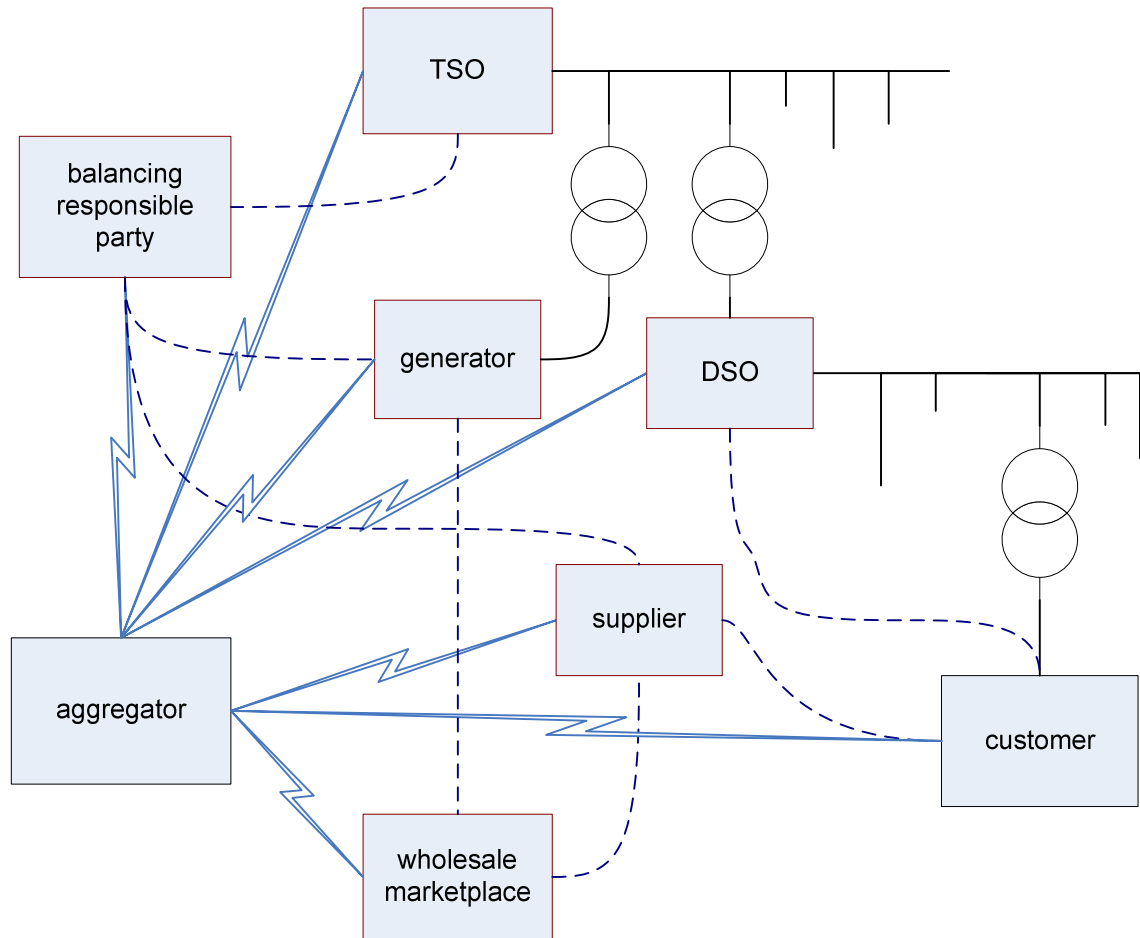 TSO
balancing
responsible
party
generator
DSO
supplier
aggregator
customer
wholesale
marketplace